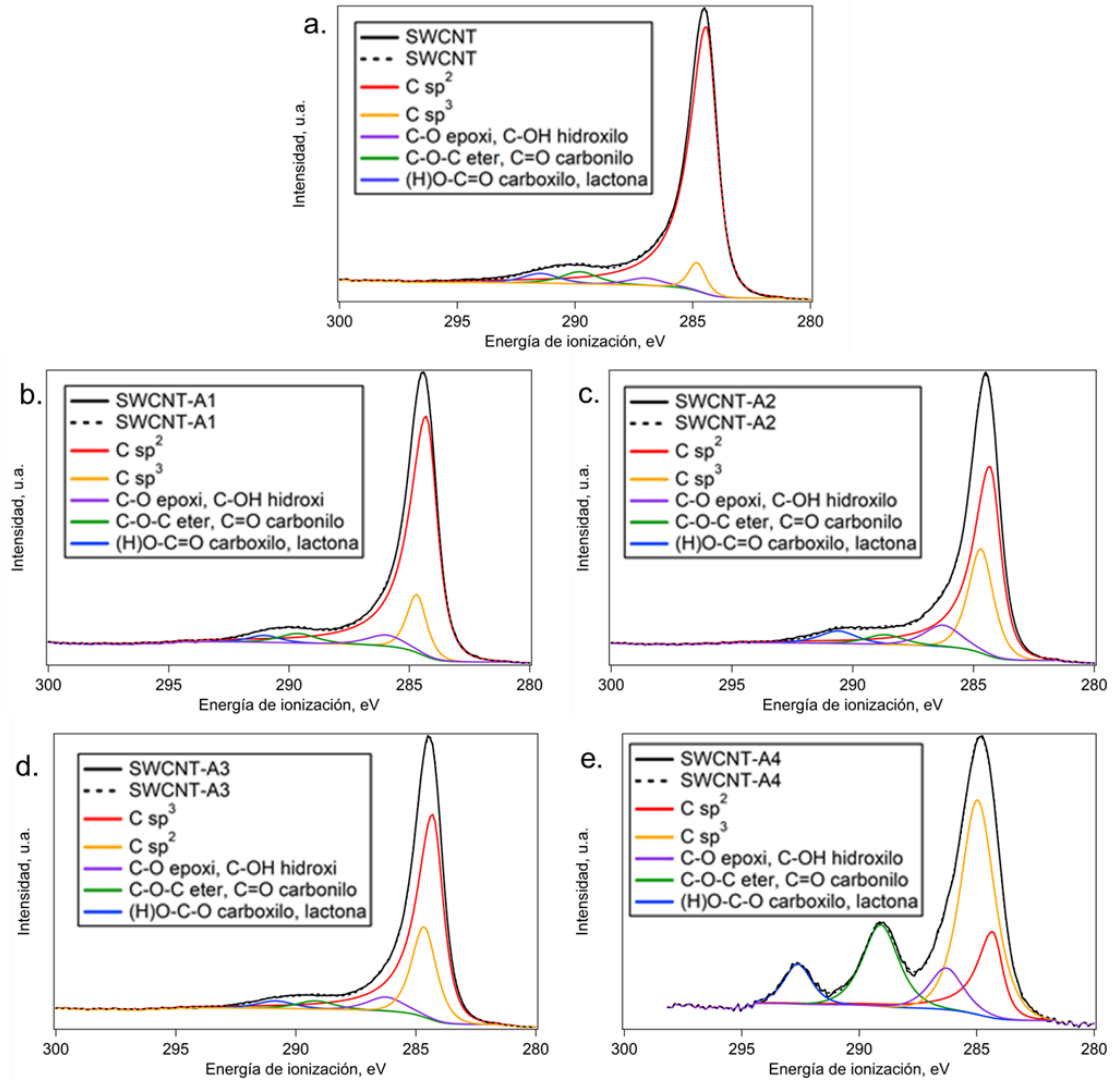 a.
SWCNT
SWCNT
C sp²
C sp³
C-O epoxi, C-OH hidroxilo
C-O-C eter, C=O carbonilo
(H)O-C=O carboxilo, lactona
Intensidad, u.a.
300 295 290 285 280
Energía de ionización, eV
b.
SWCNT-A1
SWCNT-A1
C sp²
C sp³
C-O epoxi, C-OH hidroxi
C-O-C eter, C=O carbonilo
(H)O-C=O carboxilo, lactona
Intensidad, u.a.
300 295 290 285 280
Energía de ionización, eV
c.
SWCNT-A2
SWCNT-A2
C sp²
C sp³
C-O epoxi, C-OH hidroxilo
C-O-C eter, C=O carbonilo
(H)O-C=O carboxilo, lactona
Intensidad, u.a.
300 295 290 285 280
Energía de ionización, eV
d.
SWCNT-A3
SWCNT-A3
C sp³
C sp²
C-O epoxi, C-OH hidroxi
C-O-C eter, C=O carbonilo
(H)O-C-O carboxilo, lactona
Intensidad, u.a.
300 295 290 285 280
Energía de ionización, eV
e.
SWCNT-A4
SWCNT-A4
C sp²
C sp³
C-O epoxi, C-OH hidroxilo
C-O-C eter, C=O carbonilo
(H)O-C-O carboxilo, lactona
Intensidad, u.a.
300 295 290 285 280
Energía de ionización, eV